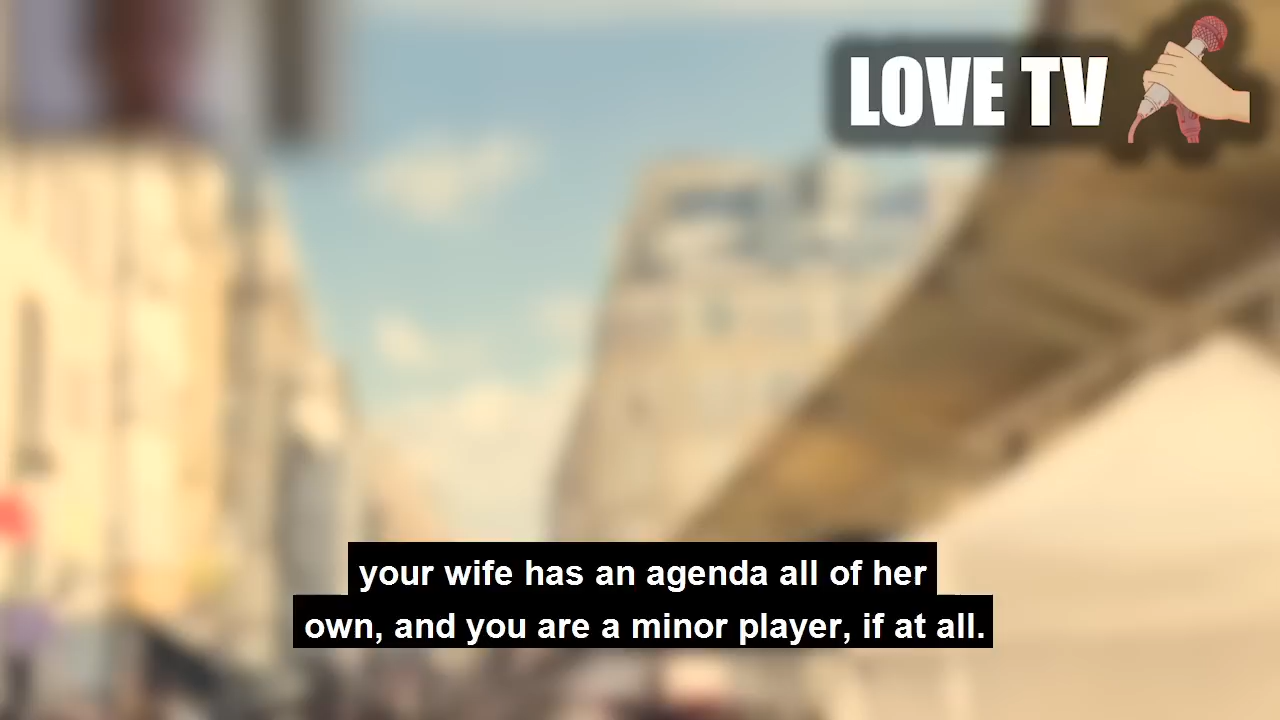 LOVE TV
your wife has an agenda all of her
own, and you are a minor player, if at all.